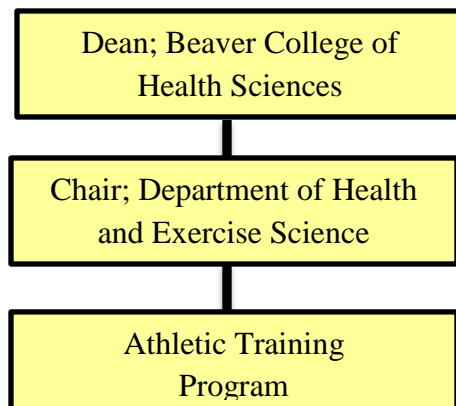 Dean; Beaver College of
Health Sciences
Chair; Department of Health
and Exercise Science
Athletic Training
Program